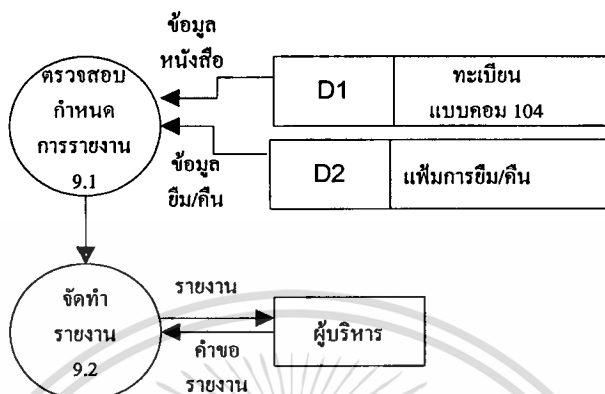 ข้อมูล
หนังสือ
ตรวจสอบ
กำหนด
การรายงาน
9.1
D1
ทะเบียน
แบบคอม 104
ข้อมูล
ยืม/คืน
D2
แฟ้มการยืม/คืน
จัดทำ
รายงาน
9.2
รายงาน
คำขอ
รายงาน
ผู้บริหาร